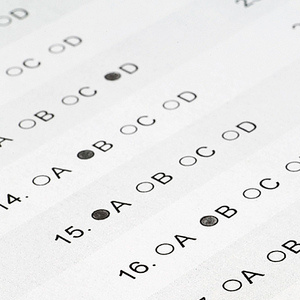 D
C D
A B C D
14. A B C D
15. A B C D
16. A B C
A B